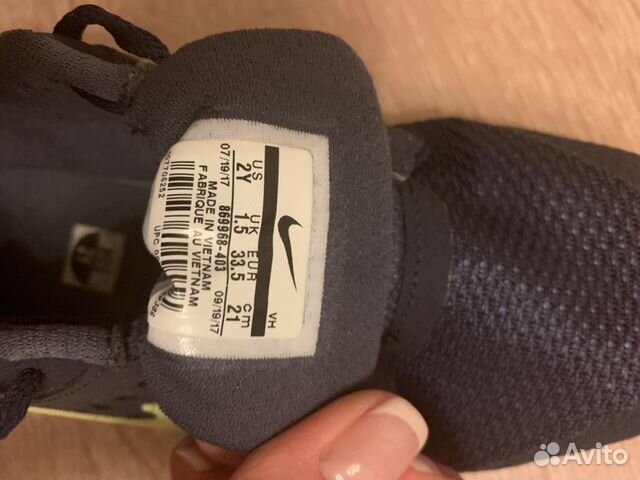 VH
US UK EUR cm
2Y 1.5 33.5 21
869968-403
07/19/17 09/19/17
MADE IN VIETNAM
FABRIQUE AU VIETNAM
UPC
Avito